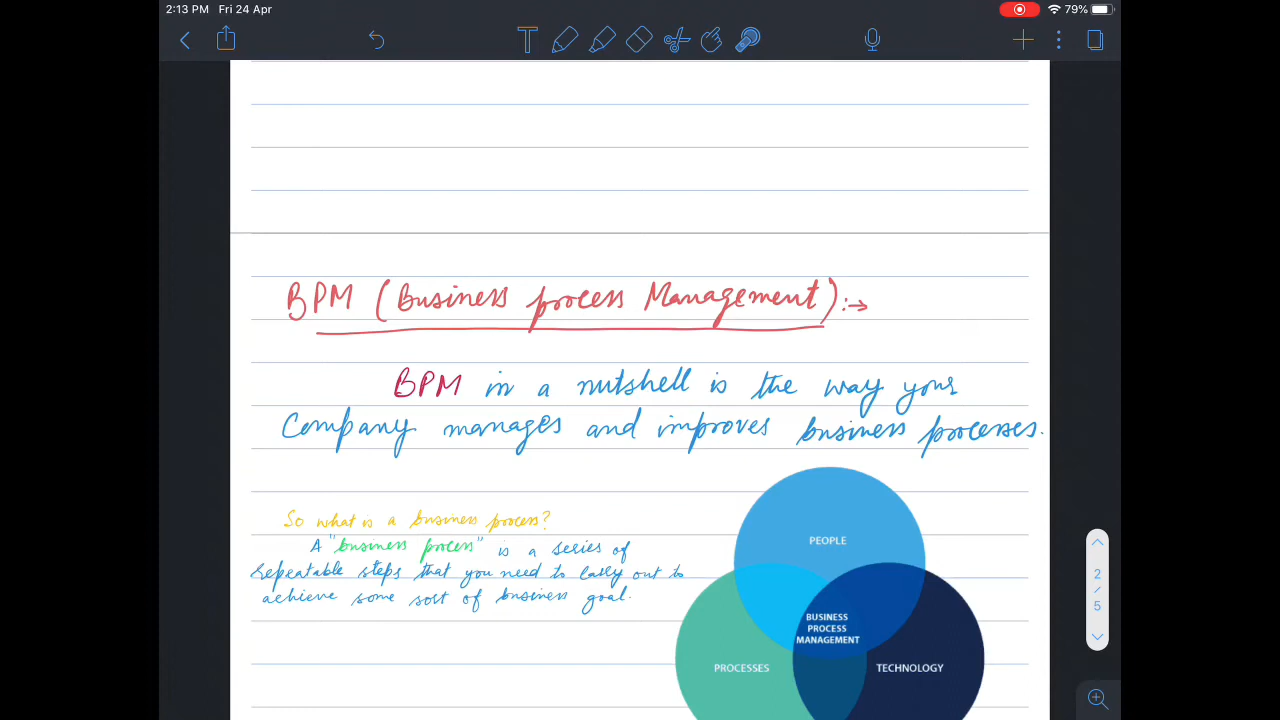 2:13 PM Fri 24 Apr
79%
T
BPM (Business process Management):→
BPM in a nutshell is the way your
Company manages and improves business processes.
So what is a business process?
A "business process" is a series of
repeatable steps that you need to carry out to
achieve some sort of business goal.
PEOPLE
BUSINESS
PROCESS
MANAGEMENT
PROCESSES
TECHNOLOGY
2
/
5